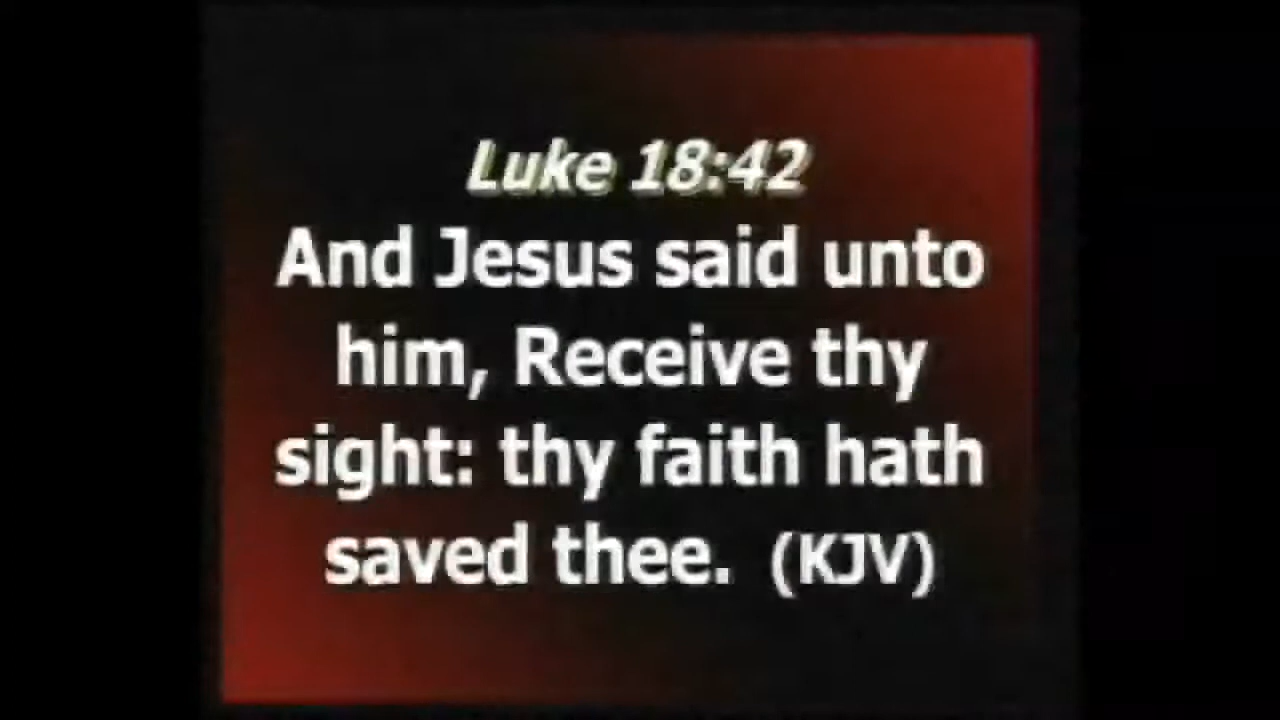 Luke 18:42
And Jesus said unto
him, Receive thy
sight: thy faith hath
saved thee. (KJV)